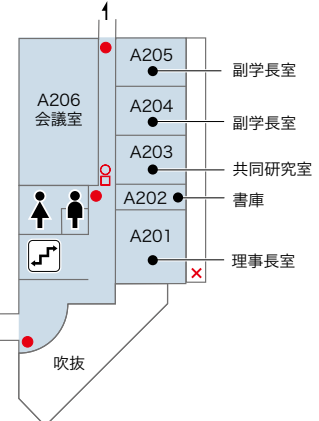 1
A205
副学長室
A206
会議室
A204
副学長室
A203
共同研究室
A202
書庫
A201
理事長室
吹抜